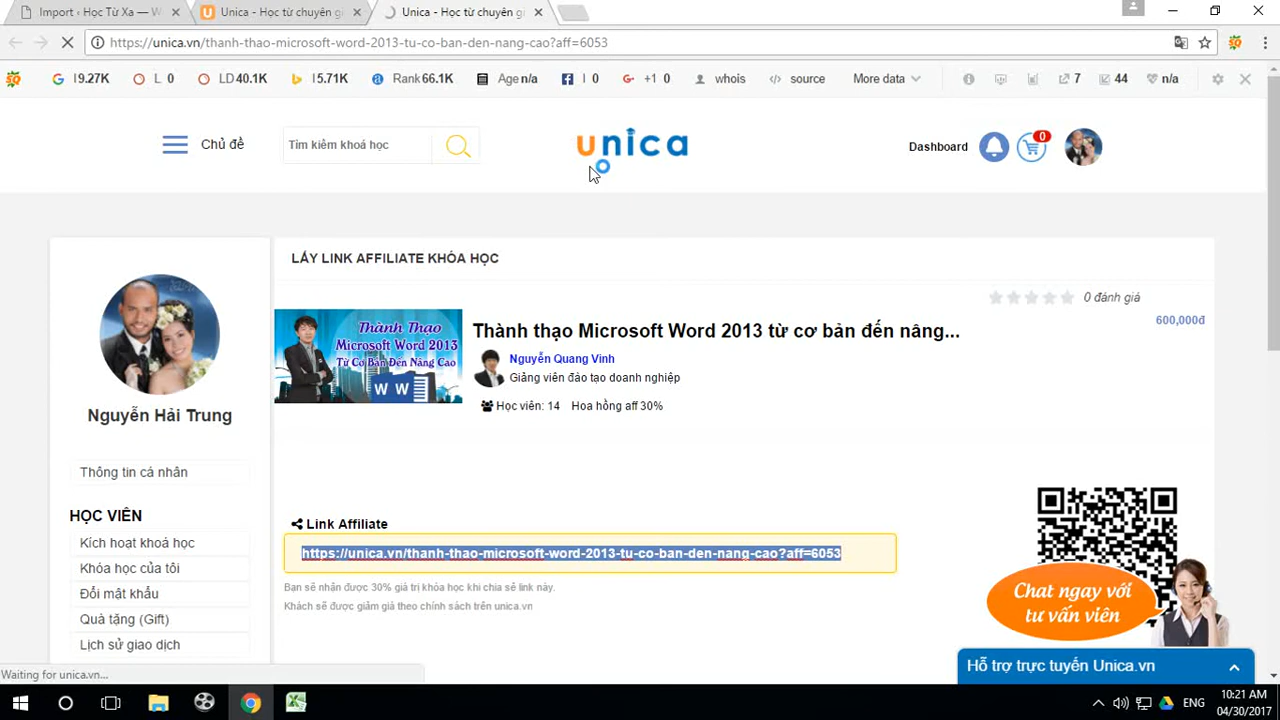 Import ‹ Học Từ Xa — W
Unica - Học từ chuyên gi
Unica - Học từ chuyên gi
https://unica.vn/thanh-thao-microsoft-word-2013-tu-co-ban-den-nang-cao?aff=6053
I 9.27K
L 0
LD 40.1K
I 5.71K
Rank 66.1K
Age n/a
I 0
+1 0
whois
source
More data
7
44
n/a
Chủ đề
Tìm kiếm khoá học
unica
Dashboard
0
LẤY LINK AFFILIATE KHÓA HỌC
0 đánh giá
Thành Thạo
Microsoft Word 2013
Từ Cơ Bản Đến Nâng Cao
W W
Thành thạo Microsoft Word 2013 từ cơ bản đến nâng...
600,000đ
Nguyễn Quang Vinh
Giảng viên đào tạo doanh nghiệp
Học viên: 14 Hoa hồng aff 30%
Nguyễn Hải Trung
Thông tin cá nhân
HỌC VIÊN
Kích hoạt khoá học
Khóa học của tôi
Đổi mật khẩu
Quà tặng (Gift)
Lịch sử giao dịch
Link Affiliate
https://unica.vn/thanh-thao-microsoft-word-2013-tu-co-ban-den-nang-cao?aff=6053
Bạn sẽ nhận được 30% giá trị khóa học khi chia sẻ link này.
Khách sẽ được giảm giá theo chính sách trên unica.vn
Chat ngay với
tư vấn viên
Hỗ trợ trực tuyến Unica.vn
Waiting for unica.vn...
ENG
10:21 AM
04/30/2017